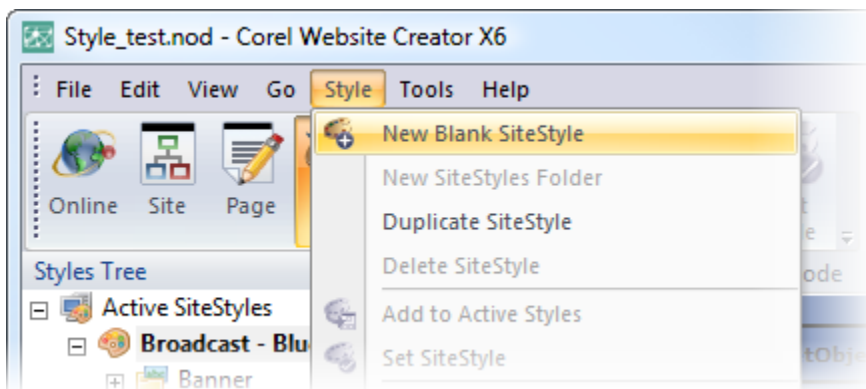 Style_test.nod - Corel Website Creator X6
File Edit View Go Style Tools Help
New Blank SiteStyle
New SiteStyles Folder
Online Site Page
Duplicate SiteStyle
Styles Tree
Delete SiteStyle
Active SiteStyles
Add to Active Styles
Broadcast - Blu
Set SiteStyle
Banner